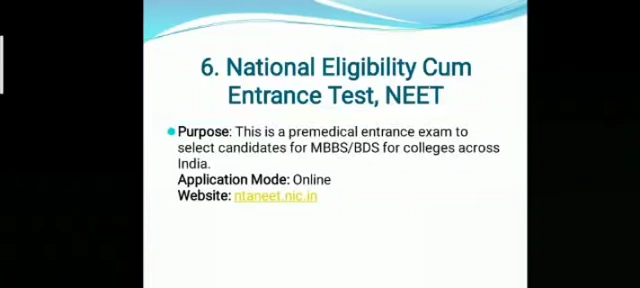 6. National Eligibility Cum
Entrance Test, NEET
Purpose: This is a premedical entrance exam to
select candidates for MBBS/BDS for colleges across
India.
Application Mode: Online
Website: ntaneet.nic.in